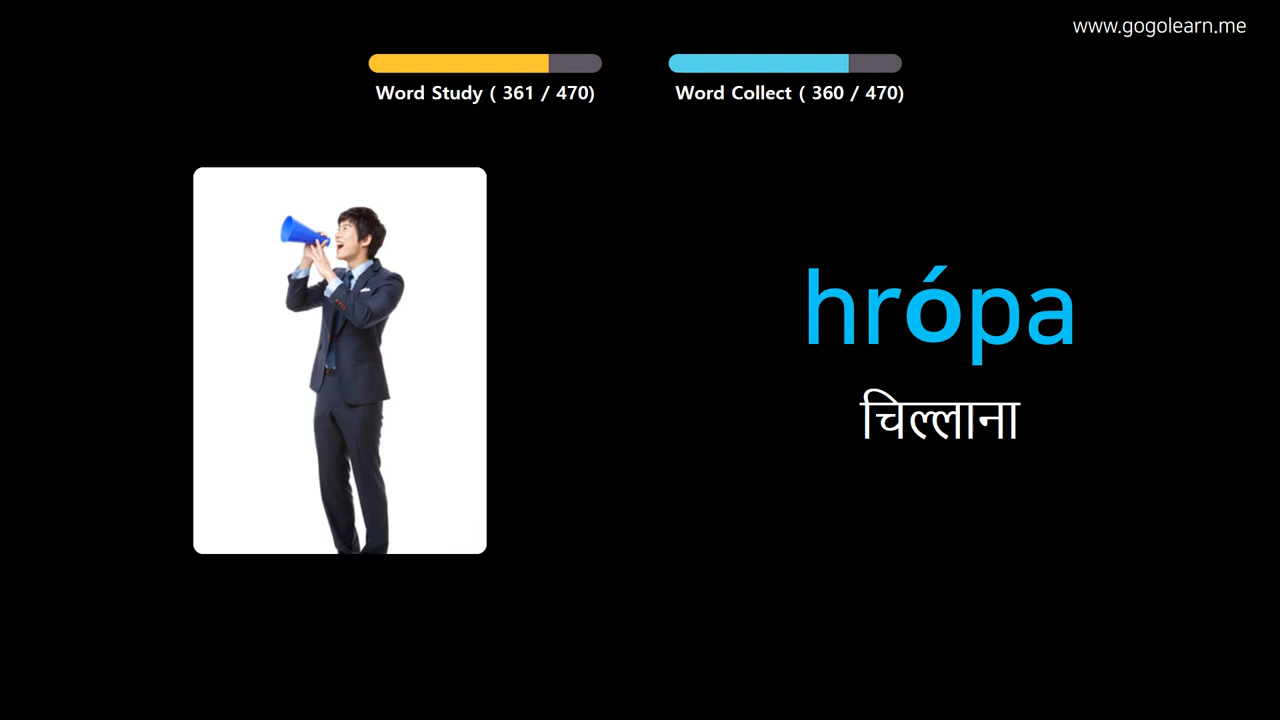 www.gogolearn.me
Word Study ( 361 / 470)
Word Collect ( 360 / 470)
hrópa
चिल्लाना